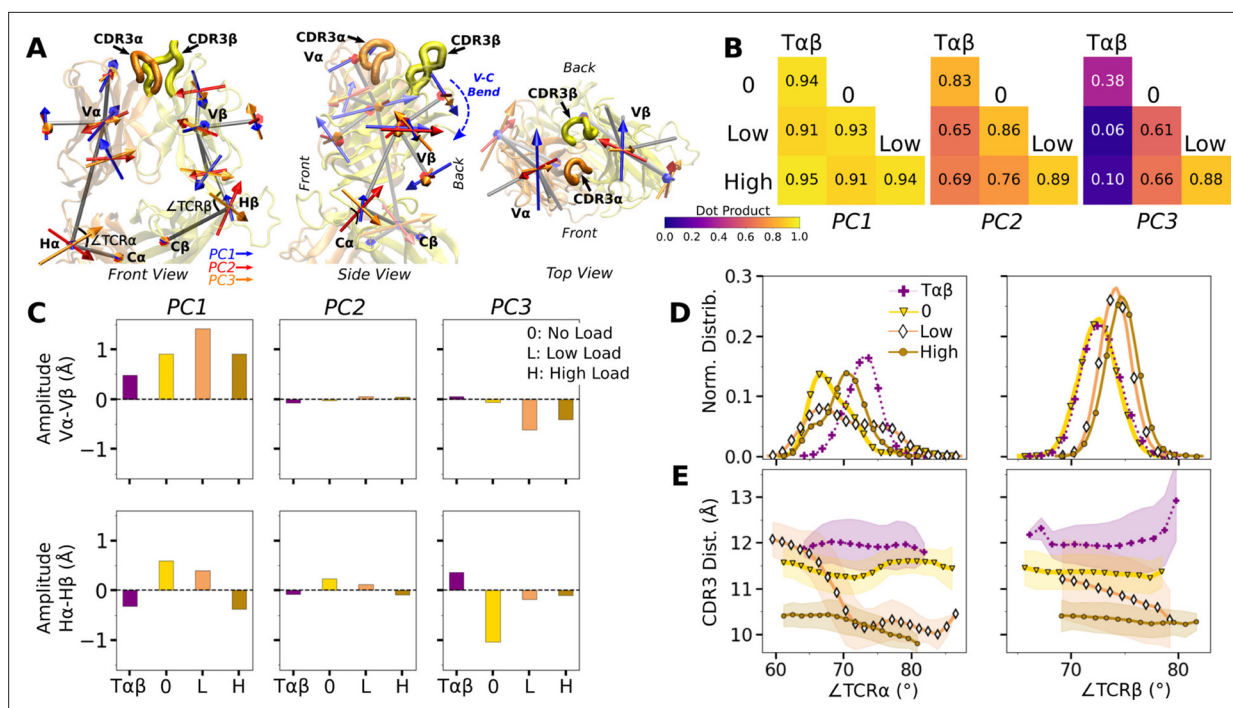 A
CDR3α
CDR3β
Vα
Vβ
Hβ
∠TCRβ
Hα
∠TCRα
Cα
Cβ
PC1
PC2
PC3
Front View
CDR3α
CDR3β
Vα
V-C
Bend
Vβ
Front
Back
Cα
Cβ
Side View
Back
CDR3β
Vβ
Vα
CDR3α
Front
Top View
B
Tαβ
Tαβ
Tαβ
0
0.94
0
0.83
0
0.38
0
Low
0.91
0.93
Low
0.65
0.86
Low
0.06
0.61
Low
High
0.95
0.91
0.94
0.69
0.76
0.89
0.10
0.66
0.88
Dot Product
0.0 0.2 0.4 0.6 0.8 1.0
PC1
PC2
PC3
C
PC1
PC2
PC3
0: No Load
L: Low Load
H: High Load
Amplitude
Vα-Vβ (Å)
1
0
−1
Amplitude
Hα-Hβ (Å)
1
0
−1
Tαβ 0 L H
Tαβ 0 L H
Tαβ 0 L H
D
Norm. Distrib.
0.3
0.2
0.1
0.0
Tαβ
0
Low
High
E
CDR3 Dist. (Å)
13
12
11
10
60 70 80
70 80
∠TCRα (°)
∠TCRβ (°)